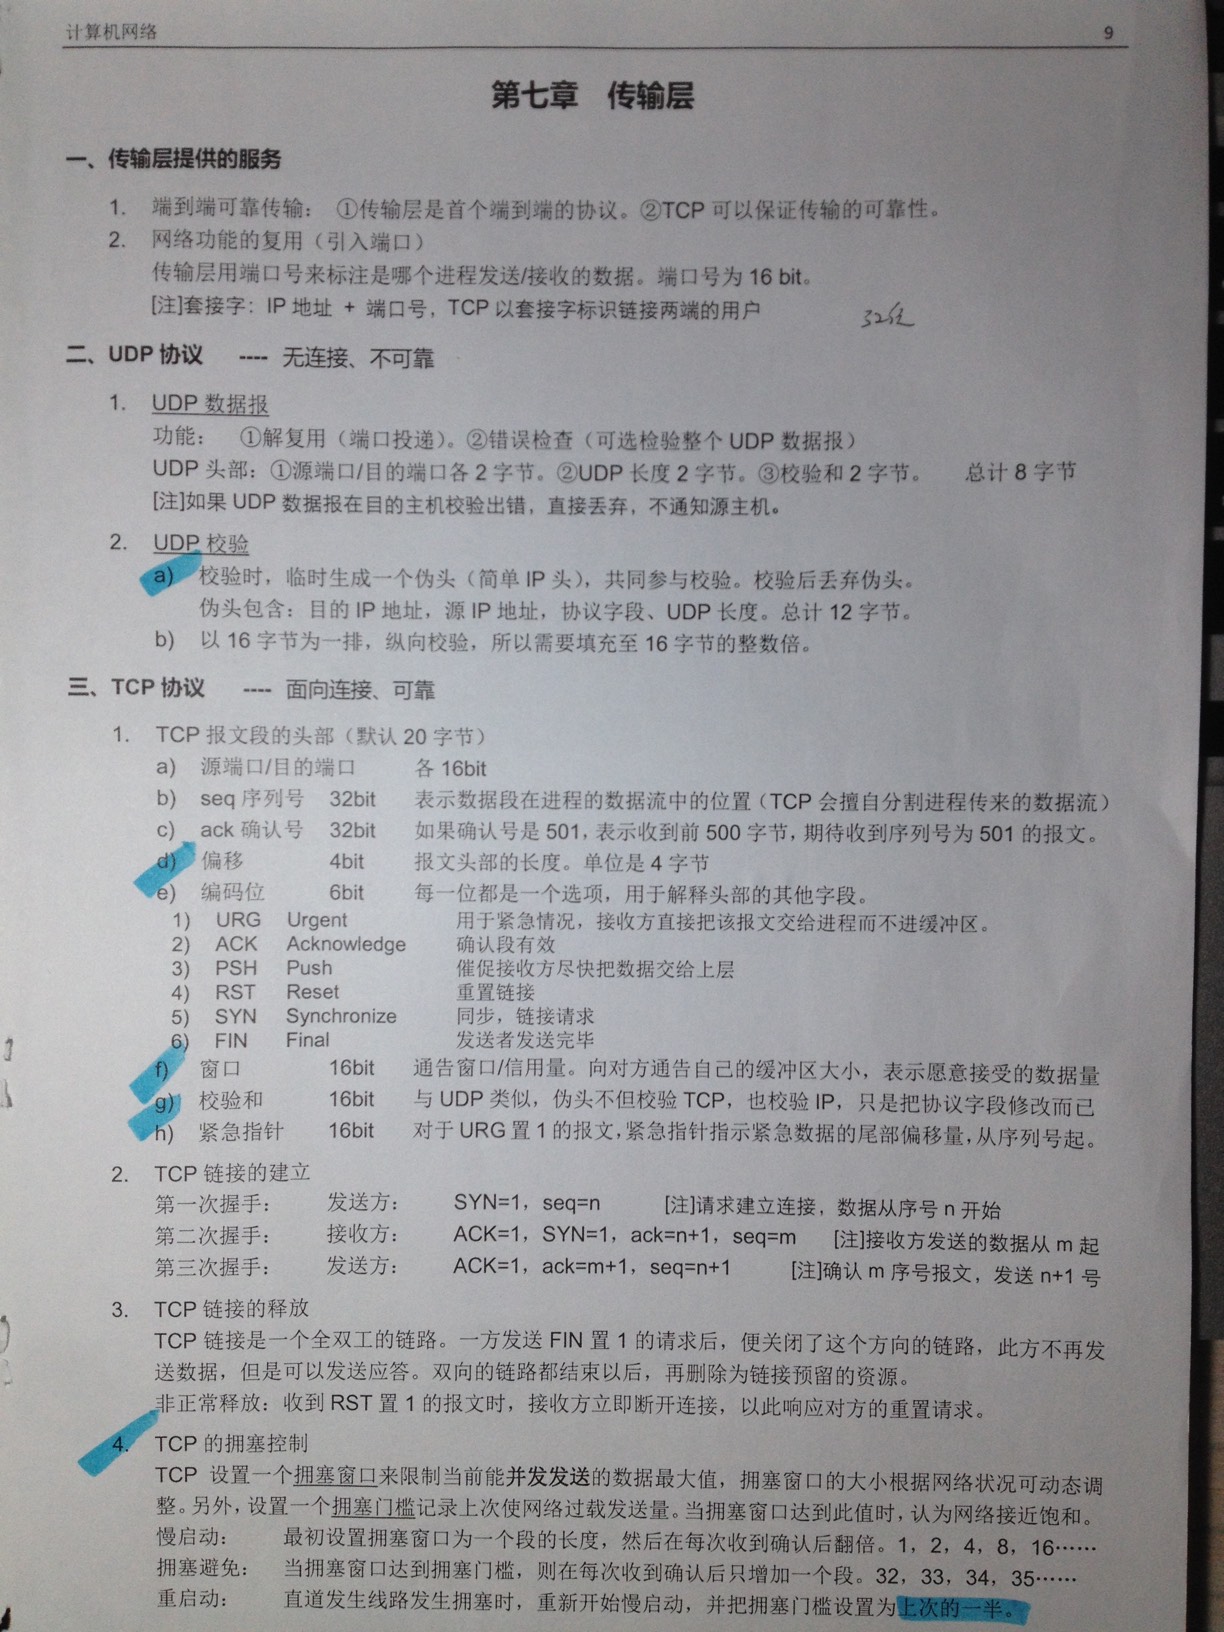 计算机网络 9
第七章 传输层
一、传输层提供的服务
1. 端到端可靠传输： ①传输层是首个端到端的协议。②TCP 可以保证传输的可靠性。
2. 网络功能的复用（引入端口）
传输层用端口号来标注是哪个进程发送/接收的数据。端口号为 16 bit。
[注]套接字：IP 地址 + 端口号，TCP 以套接字标识链接两端的用户
32位
二、UDP 协议 ---- 无连接、不可靠
1. UDP 数据报
功能： ①解复用（端口投递）。②错误检查（可选检验整个 UDP 数据报）
UDP 头部：①源端口/目的端口各 2 字节。②UDP 长度 2 字节。③校验和 2 字节。 总计 8 字节
[注]如果 UDP 数据报在目的主机校验出错，直接丢弃，不通知源主机。
2. UDP 校验
a) 校验时，临时生成一个伪头（简单 IP 头），共同参与校验。校验后丢弃伪头。
伪头包含：目的 IP 地址，源 IP 地址，协议字段、UDP 长度。总计 12 字节。
b) 以 16 字节为一排，纵向校验，所以需要填充至 16 字节的整数倍。
三、TCP 协议 ---- 面向连接、可靠
1. TCP 报文段的头部（默认 20 字节）
a) 源端口/目的端口 各 16bit
b) seq 序列号 32bit 表示数据段在进程的数据流中的位置（TCP 会擅自分割进程传来的数据流）
c) ack 确认号 32bit 如果确认号是 501，表示收到前 500 字节，期待收到序列号为 501 的报文。
d) 偏移 4bit 报文头部的长度。单位是 4 字节
e) 编码位 6bit 每一位都是一个选项，用于解释头部的其他字段。
1) URG Urgent 用于紧急情况，接收方直接把该报文交给进程而不进缓冲区。
2) ACK Acknowledge 确认段有效
3) PSH Push 催促接收方尽快把数据交给上层
4) RST Reset 重置链接
5) SYN Synchronize 同步，链接请求
6) FIN Final 发送者发送完毕
f) 窗口 16bit 通告窗口/信用量。向对方通告自己的缓冲区大小，表示愿意接受的数据量
g) 校验和 16bit 与 UDP 类似，伪头不但校验 TCP，也校验 IP，只是把协议字段修改而已
h) 紧急指针 16bit 对于 URG 置 1 的报文，紧急指针指示紧急数据的尾部偏移量，从序列号起。
2. TCP 链接的建立
第一次握手： 发送方： SYN=1，seq=n [注]请求建立连接，数据从序号 n 开始
第二次握手： 接收方： ACK=1，SYN=1，ack=n+1，seq=m [注]接收方发送的数据从 m 起
第三次握手： 发送方： ACK=1，ack=m+1，seq=n+1 [注]确认 m 序号报文，发送 n+1 号
3. TCP 链接的释放
TCP 链接是一个全双工的链路。一方发送 FIN 置 1 的请求后，便关闭了这个方向的链路，此方不再发
送数据，但是可以发送应答。双向的链路都结束以后，再删除为链接预留的资源。
非正常释放：收到 RST 置 1 的报文时，接收方立即断开连接，以此响应对方的重置请求。
4. TCP 的拥塞控制
TCP 设置一个拥塞窗口来限制当前能并发发送的数据最大值，拥塞窗口的大小根据网络状况可动态调
整。另外，设置一个拥塞门槛记录上次使网络过载发送量。当拥塞窗口达到此值时，认为网络接近饱和。
慢启动： 最初设置拥塞窗口为一个段的长度，然后在每次收到确认后翻倍。1，2，4，8，16……
拥塞避免： 当拥塞窗口达到拥塞门槛，则在每次收到确认后只增加一个段。32，33，34，35……
重启动： 直道发生线路发生拥塞时，重新开始慢启动，并把拥塞门槛设置为上次的一半。